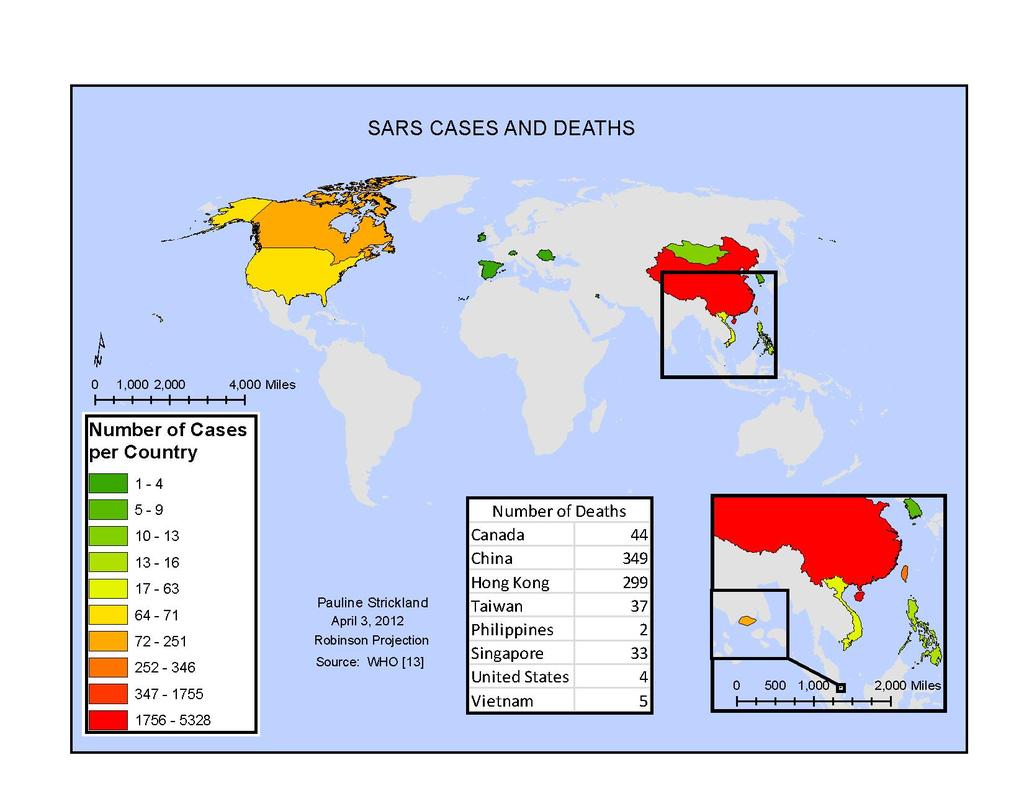 SARS CASES AND DEATHS
N
0 1,000 2,000 4,000 Miles
Number of Cases
per Country
1 - 4
5 - 9
10 - 13
13 - 16
17 - 63
64 - 71
72 - 251
252 - 346
347 - 1755
1756 - 5328
Pauline Strickland
April 3, 2012
Robinson Projection
Source: WHO [13]
Number of Deaths
Canada 44
China 349
Hong Kong 299
Taiwan 37
Philippines 2
Singapore 33
United States 4
Vietnam 5
0 500 1,000 2,000 Miles